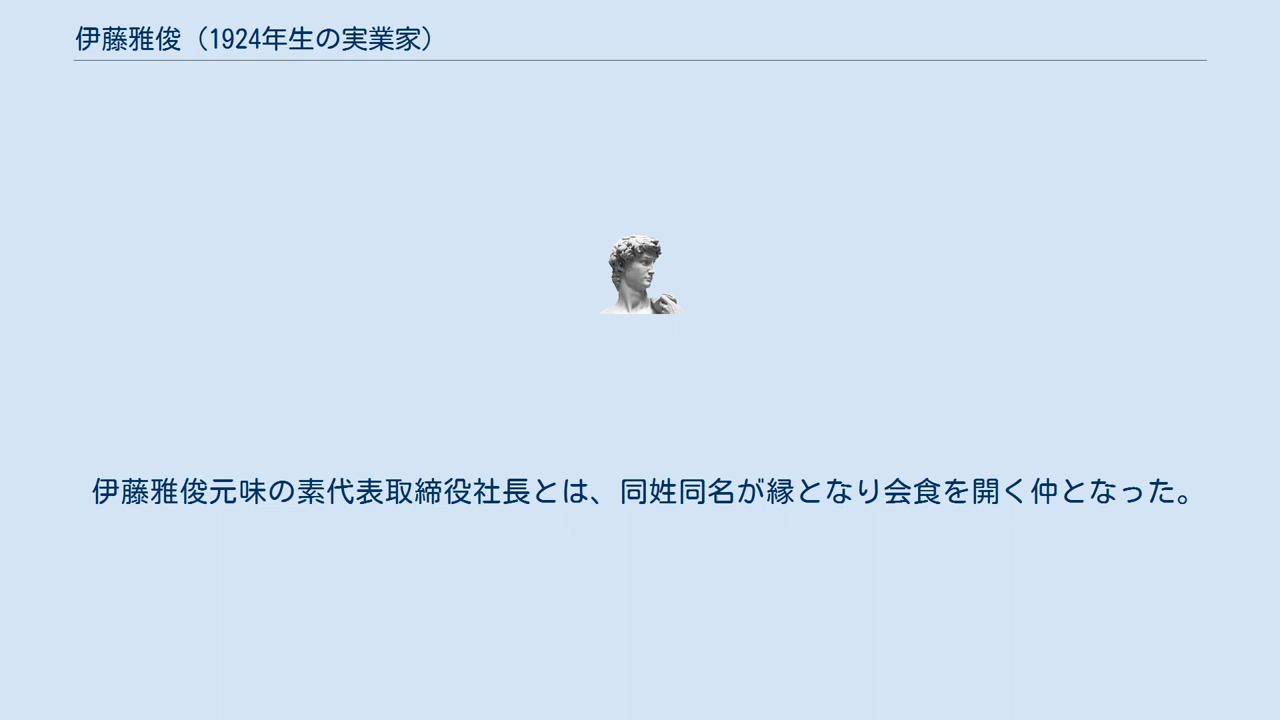 伊藤雅俊（1924年生の実業家）
伊藤雅俊元味の素代表取締役社長とは、同姓同名が縁となり会食を開く仲となった。